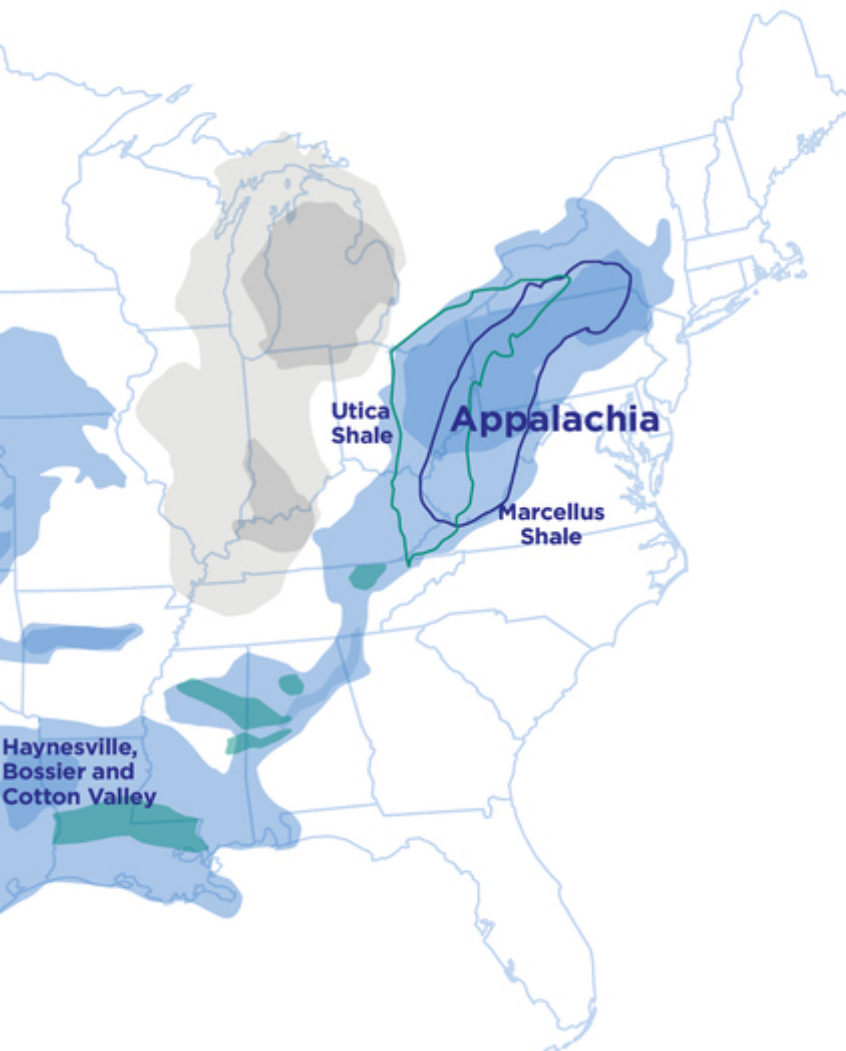 Utica
Shale
Appalachia
Marcellus
Shale
Haynesville,
Bossier and
Cotton Valley